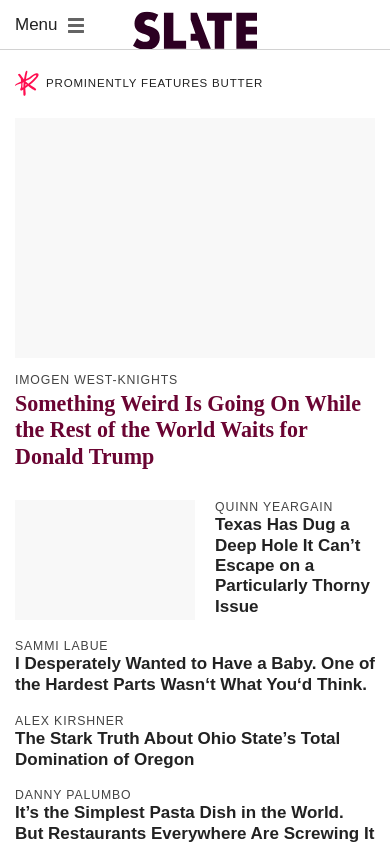 Menu
SLATE
PROMINENTLY FEATURES BUTTER
IMOGEN WEST-KNIGHTS
Something Weird Is Going On While
the Rest of the World Waits for
Donald Trump
QUINN YEARGAIN
Texas Has Dug a
Deep Hole It Can’t
Escape on a
Particularly Thorny
Issue
SAMMI LABUE
I Desperately Wanted to Have a Baby. One of
the Hardest Parts Wasn‘t What You‘d Think.
ALEX KIRSHNER
The Stark Truth About Ohio State’s Total
Domination of Oregon
DANNY PALUMBO
It’s the Simplest Pasta Dish in the World.
But Restaurants Everywhere Are Screwing It